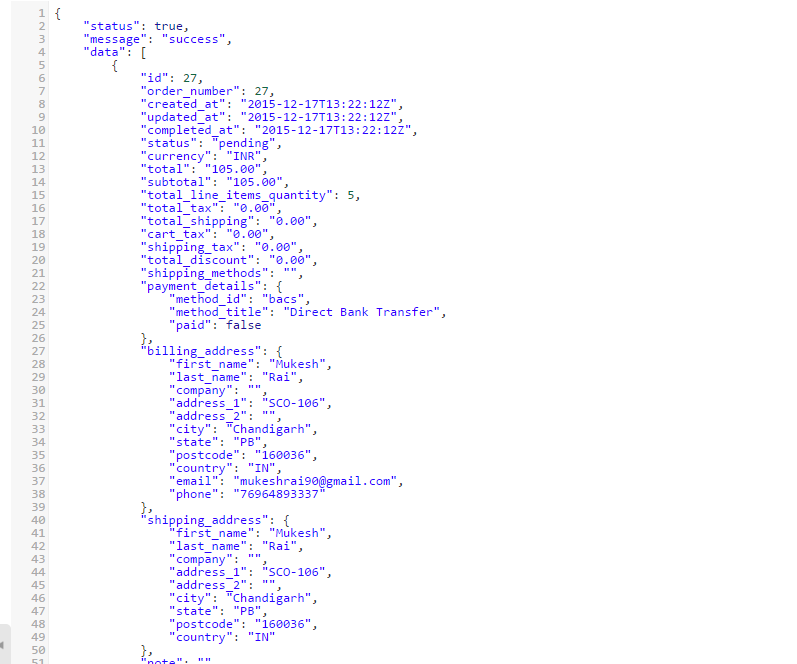 1 {
2     "status": true,
3     "message": "success",
4     "data": [
5         {
6             "id": 27,
7             "order_number": 27,
8             "created_at": "2015-12-17T13:22:12Z",
9             "updated_at": "2015-12-17T13:22:12Z",
10             "completed_at": "2015-12-17T13:22:12Z",
11             "status": "pending",
12             "currency": "INR",
13             "total": "105.00",
14             "subtotal": "105.00",
15             "total_line_items_quantity": 5,
16             "total_tax": "0.00",
17             "total_shipping": "0.00",
18             "cart_tax": "0.00",
19             "shipping_tax": "0.00",
20             "total_discount": "0.00",
21             "shipping_methods": "",
22             "payment_details": {
23                 "method_id": "bacs",
24                 "method_title": "Direct Bank Transfer",
25                 "paid": false
26             },
27             "billing_address": {
28                 "first_name": "Mukesh",
29                 "last_name": "Rai",
30                 "company": "",
31                 "address_1": "SCO-106",
32                 "address_2": "",
33                 "city": "Chandigarh",
34                 "state": "PB",
35                 "postcode": "160036",
36                 "country": "IN",
37                 "email": "mukeshrai90@gmail.com",
38                 "phone": "76964893337"
39             },
40             "shipping_address": {
41                 "first_name": "Mukesh",
42                 "last_name": "Rai",
43                 "company": "",
44                 "address_1": "SCO-106",
45                 "address_2": "",
46                 "city": "Chandigarh",
47                 "state": "PB",
48                 "postcode": "160036",
49                 "country": "IN"
50             },
51             "note": ""